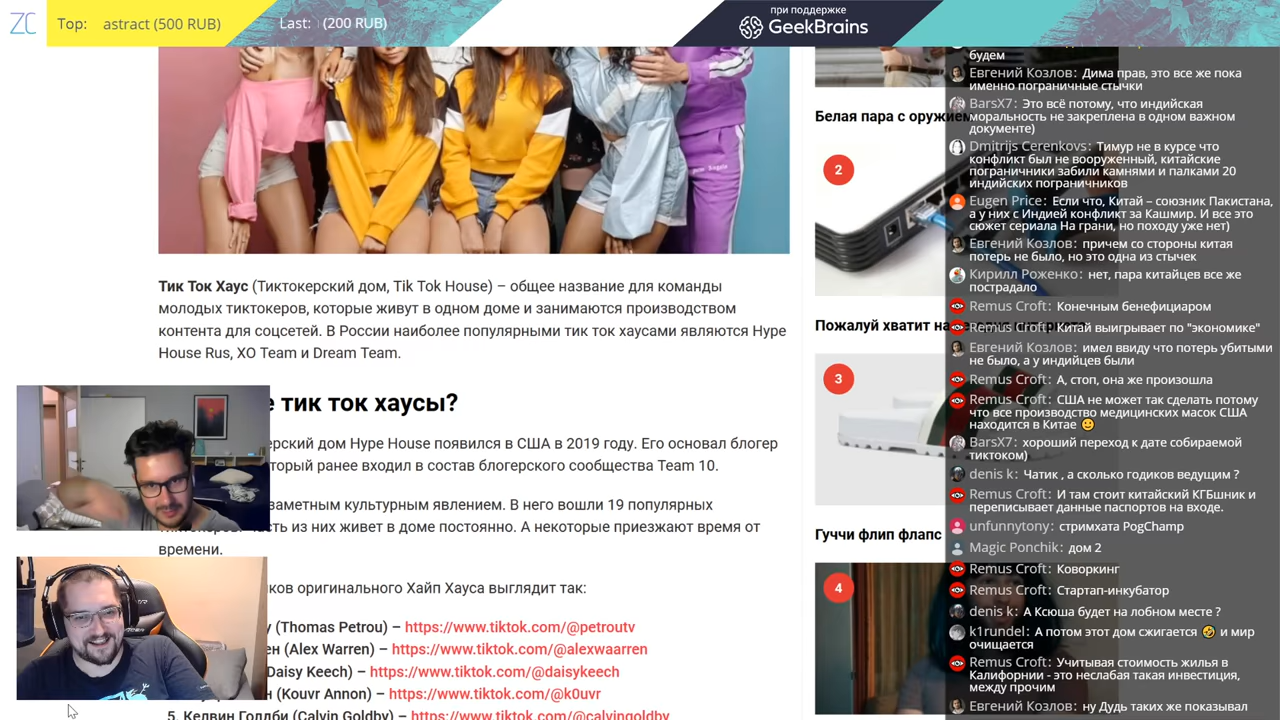 ZC
Top: astract (500 RUB)
Last: (200 RUB)
при поддержке
GeekBrains
Тик Ток Хаус (Тиктокерский дом, Tik Tok House) – общее название для команды
молодых тиктокеров, которые живут в одном доме и занимаются производством
контента для соцсетей. В России наиболее популярными тик ток хаусами являются Hype
House Rus, XO Team и Dream Team.
е тик ток хаусы?
ерский дом Hype House появился в США в 2019 году. Его основал блогер
оторый ранее входил в состав блогерского сообщества Team 10.
заметным культурным явлением. В него вошли 19 популярных
сть из них живет в доме постоянно. А некоторые приезжают время от
времени.
ков оригинального Хайп Хауса выглядит так:
у (Thomas Petrou) – https://www.tiktok.com/@petroutv
ен (Alex Warren) – https://www.tiktok.com/@alexwaarren
Daisy Keech) – https://www.tiktok.com/@daisykeech
н (Kouvr Annon) – https://www.tiktok.com/@k0uvr
5. Келвин Голдби (Calvin Goldby) – https://www.tiktok.com/@calvingoldby
Белая пара с оружием
2
Пожалуй хватит на
3
Гуччи флип флапс
4
будем
Евгений Козлов: Дима прав, это все же пока
именно пограничные стычки
BarsX7: Это всё потому, что индийская
моральность не закреплена в одном важном
документе)
Dmitrijs Cerenkovs: Тимур не в курсе что
конфликт был не вооруженный, китайские
пограничники забили камнями и палками 20
индийских пограничников
Eugen Price: Если что, Китай – союзник Пакистана,
а у них с Индией конфликт за Кашмир. И все это
сюжет сериала На грани, но походу уже нет)
Евгений Козлов: причем со стороны китая
потерь не было, но это одна из стычек
Кирилл Роженко: нет, пара китайцев все же
пострадало
Remus Croft: Конечным бенефициаром
Remus Croft: Китай выигрывает по "экономике"
Евгений Козлов: имел ввиду что потерь убитыми
не было, а у индийцев были
Remus Croft: А, стоп, она же произошла
Remus Croft: США не может так сделать потому
что все производство медицинских масок США
находится в Китае
BarsX7: хороший переход к дате собираемой
тиктоком)
denis k: Чатик , а сколько годиков ведущим ?
Remus Croft: И там стоит китайский КГБшник и
переписывает данные паспортов на входе.
unfunnytony: стримхата PogChamp
Magic Ponchik: дом 2
Remus Croft: Коворкинг
Remus Croft: Стартап-инкубатор
denis k: А Ксюша будет на лобном месте ?
k1rundel: А потом этот дом сжигается 🤣 и мир
очищается
Remus Croft: Учитывая стоимость жилья в
Калифорнии - это неслабая такая инвестиция,
между прочим
Евгений Козлов: ну Дудь таких же показывал